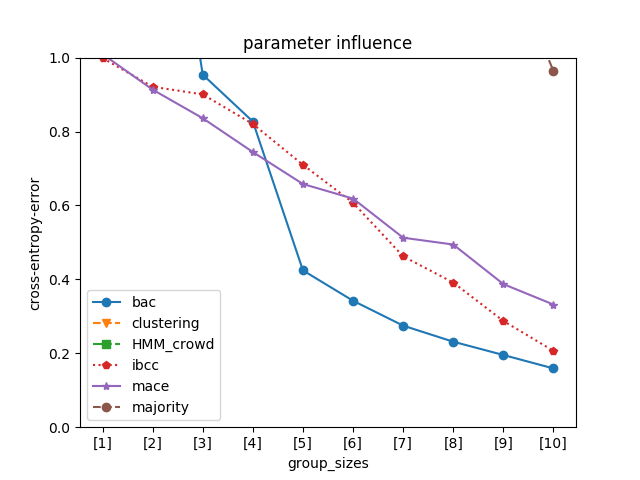 parameter influence
cross-entropy-error
1.0
0.8
0.6
0.4
0.2
0.0
bac
clustering
HMM_crowd
ibcc
mace
majority
[1] [2] [3] [4] [5] [6] [7] [8] [9] [10]
group_sizes